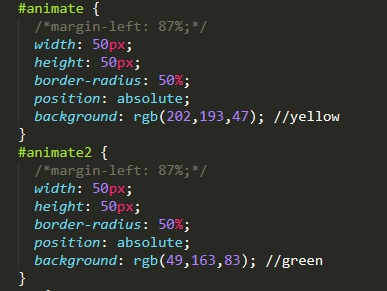 #animate {
/*margin-left: 87%;*/
width: 50px;
height: 50px;
border-radius: 50%;
position: absolute;
background: rgb(202,193,47); //yellow
}
#animate2 {
/*margin-left: 87%;*/
width: 50px;
height: 50px;
border-radius: 50%;
position: absolute;
background: rgb(49,163,83); //green
}